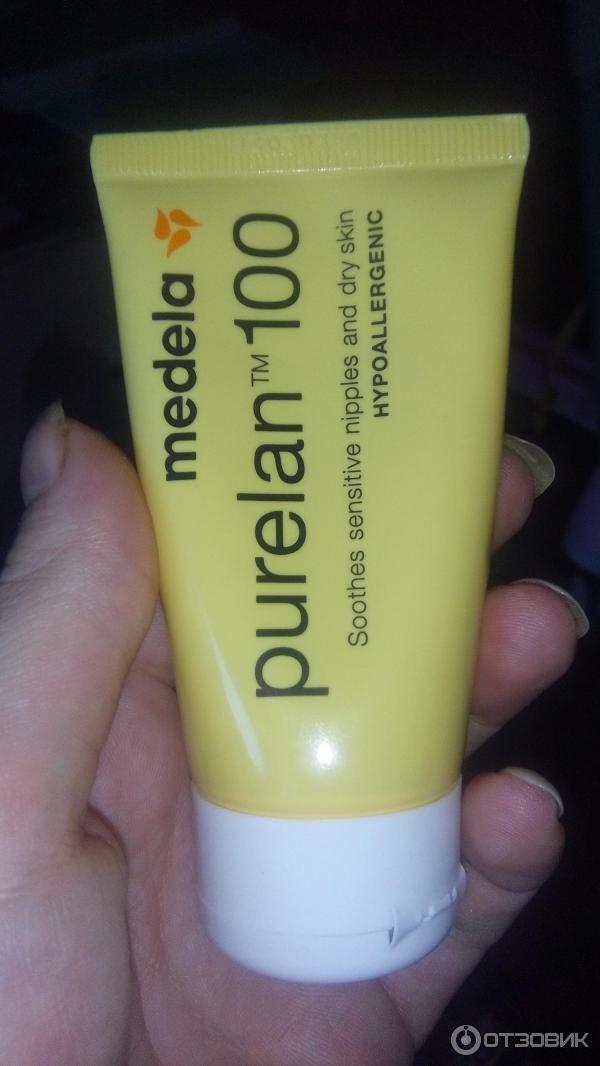 medela
purelan™100
Soothes sensitive nipples and dry skin
HYPOALLERGENIC
ОТЗОВИК